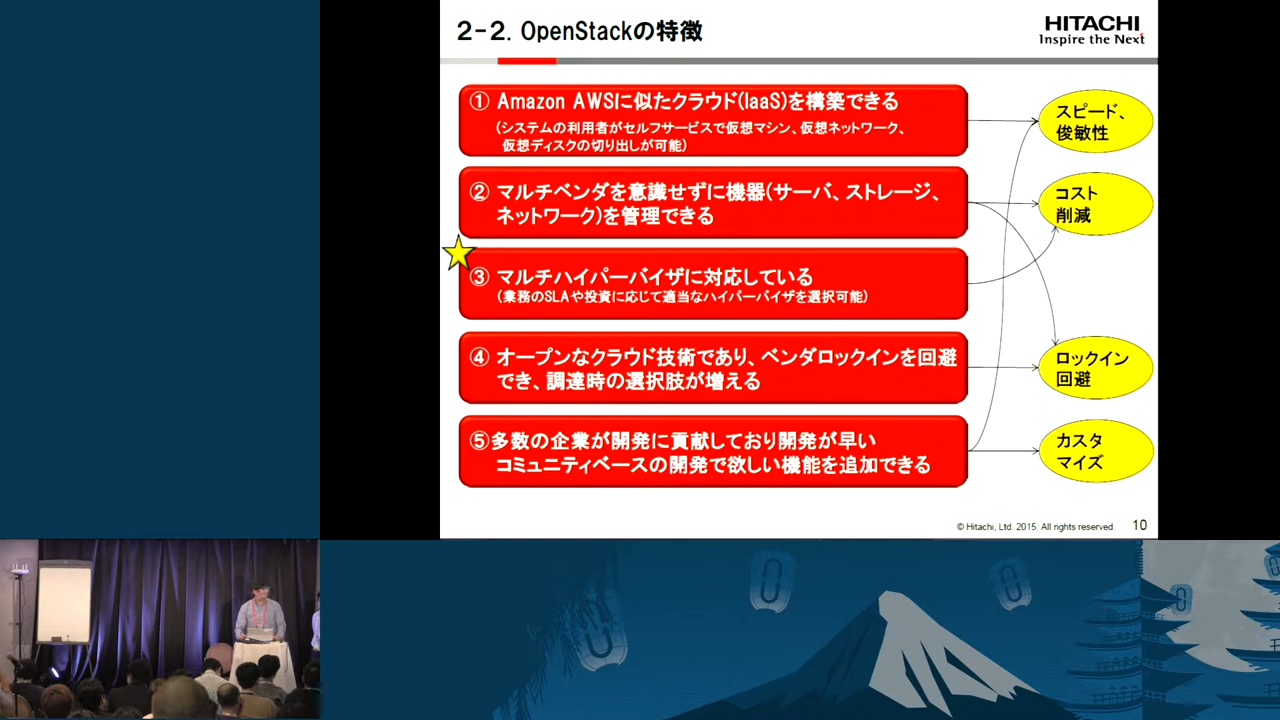 2-2. OpenStackの特徴
HITACHI
Inspire the Next
① Amazon AWSに似たクラウド(IaaS)を構築できる
(システムの利用者がセルフサービスで仮想マシン、仮想ネットワーク、
仮想ディスクの切り出しが可能)
スピード、
俊敏性
② マルチベンダを意識せずに機器(サーバ、ストレージ、
ネットワーク)を管理できる
コスト
削減
③ マルチハイパーバイザに対応している
(業務のSLAや投資に応じて適当なハイパーバイザを選択可能)
④ オープンなクラウド技術であり、ベンダロックインを回避
でき、調達時の選択肢が増える
ロックイン
回避
⑤多数の企業が開発に貢献しており開発が早い
コミュニティベースの開発で欲しい機能を追加できる
カスタ
マイズ
© Hitachi, Ltd. 2015. All rights reserved. 10